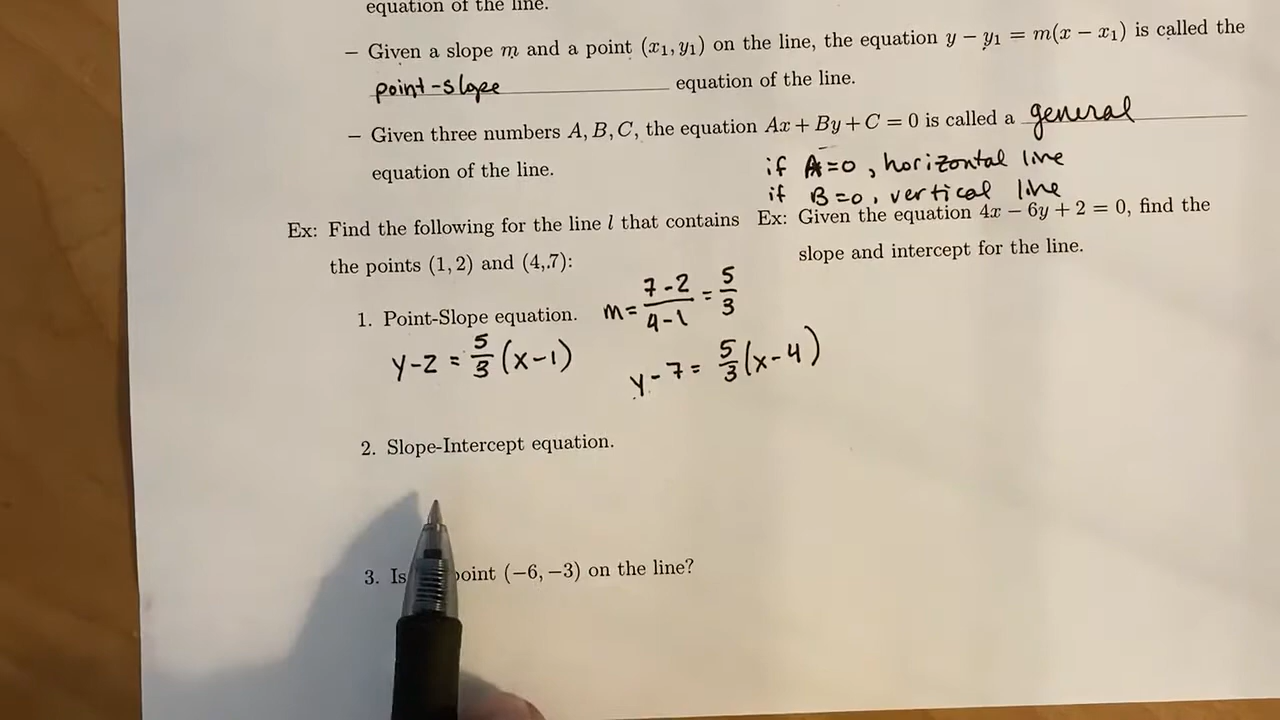 equation of the line.
– Given a slope m and a point (x₁, y₁) on the line, the equation y − y₁ = m(x − x₁) is called the
point-slope equation of the line.
– Given three numbers A, B, C, the equation Ax + By + C = 0 is called a general
equation of the line.
if A=0, horizontal line
if B=0, vertical line
Ex: Find the following for the line l that contains
the points (1, 2) and (4, 7):
Ex: Given the equation 4x − 6y + 2 = 0, find the
slope and intercept for the line.
1. Point-Slope equation. m = (7-2)/(4-1) = 5/3
y-2 = 5/3 (x-1) y-7 = 5/3 (x-4)
2. Slope-Intercept equation.
3. Is point (−6, −3) on the line?